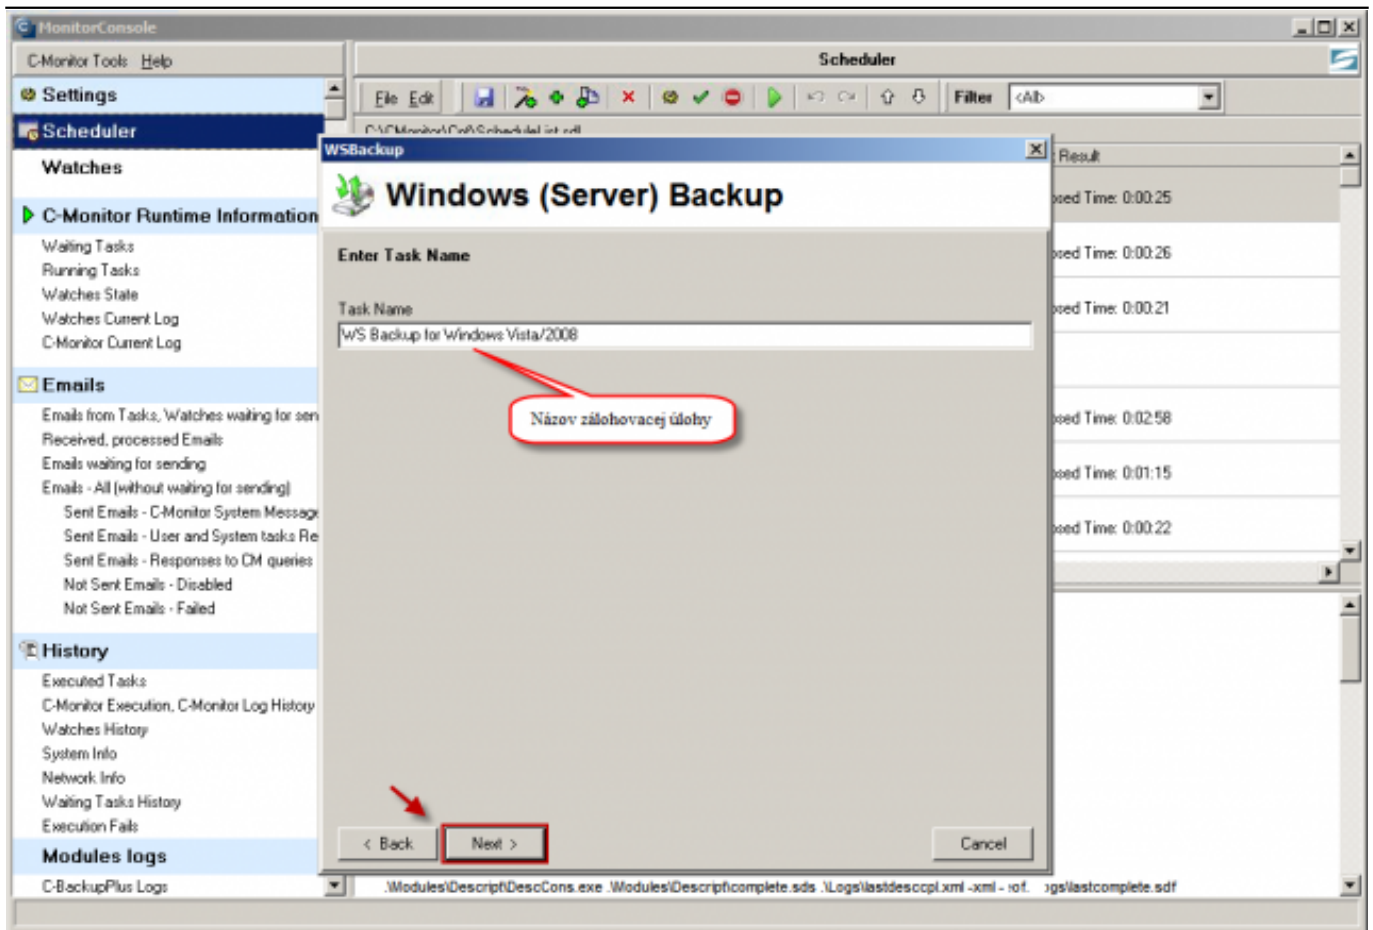 MonitorConsole
C-Monitor Tools Help
Scheduler
Settings
File Edit
Filter
<All>
Scheduler
C:\CMonitor\Cnf\ScheduleList.sdl
Watches
C-Monitor Runtime Information
Waiting Tasks
Running Tasks
Watches State
Watches Current Log
C-Monitor Current Log
Emails
Emails from Tasks, Watches waiting for sen
Received, processed Emails
Emails waiting for sending
Emails - All (without waiting for sending)
Sent Emails - C-Monitor System Message
Sent Emails - User and System tasks Re
Sent Emails - Responses to CM queries
Not Sent Emails - Disabled
Not Sent Emails - Failed
History
Executed Tasks
C-Monitor Execution, C-Monitor Log History
Watches History
System Info
Network Info
Waiting Tasks History
Execution Fails
Modules logs
C-BackupPlus Logs
WSBackup
Windows (Server) Backup
Enter Task Name
Task Name
WS Backup for Windows Vista/2008
Názov zálohovacej úlohy
< Back
Next >
Cancel
Result
Time: 0:00:25
Time: 0:00:26
Time: 0:00:21
Time: 0:02:58
Time: 0:01:15
Time: 0:00:22
.\Modules\Descript\DescCons.exe .\Modules\Descript\complete.sds .\Logs\lastdesccpl.xml -xml - gs\lastcomplete.sdf